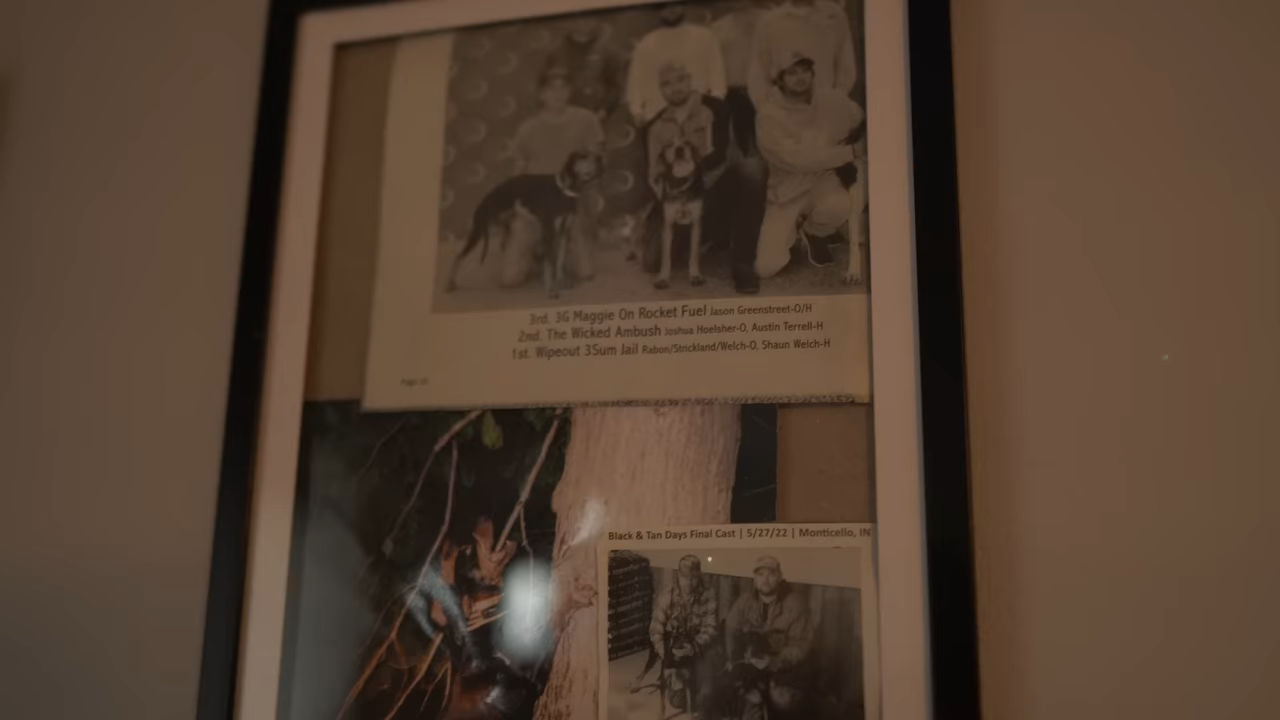 3rd. 3G Maggie On Rocket Fuel Jason Greenstreet-O/H
2nd. The Wicked Ambush Joshua Hoelsher-O, Austin Terrell-H
1st. Wipeout 3Sum Jail Rabon/Strickland/Welch-O, Shaun Welch-H
Page
Black & Tan Days Final Cast | 5/27/22 | Monticello, IN